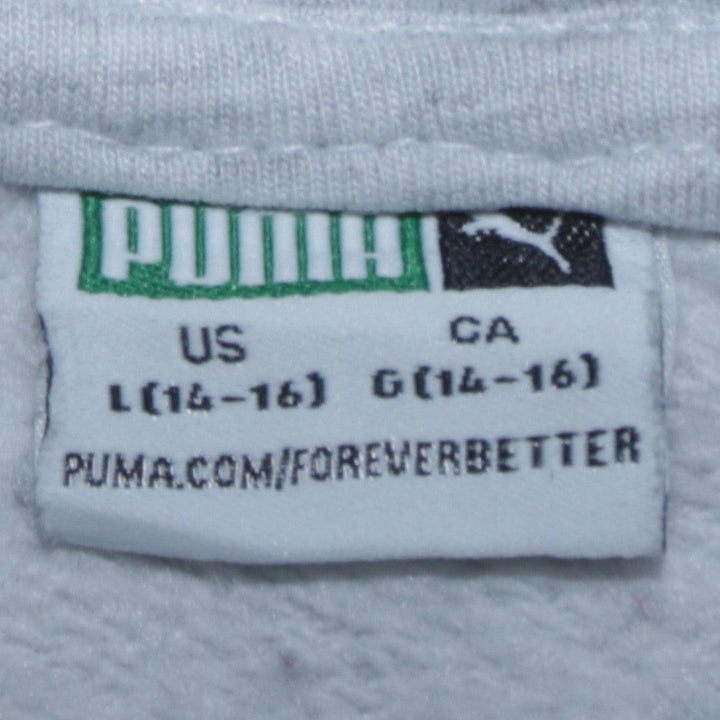 PUMA
US CA
L(14-16) G(14-16)
PUMA.COM/FOREVERBETTER